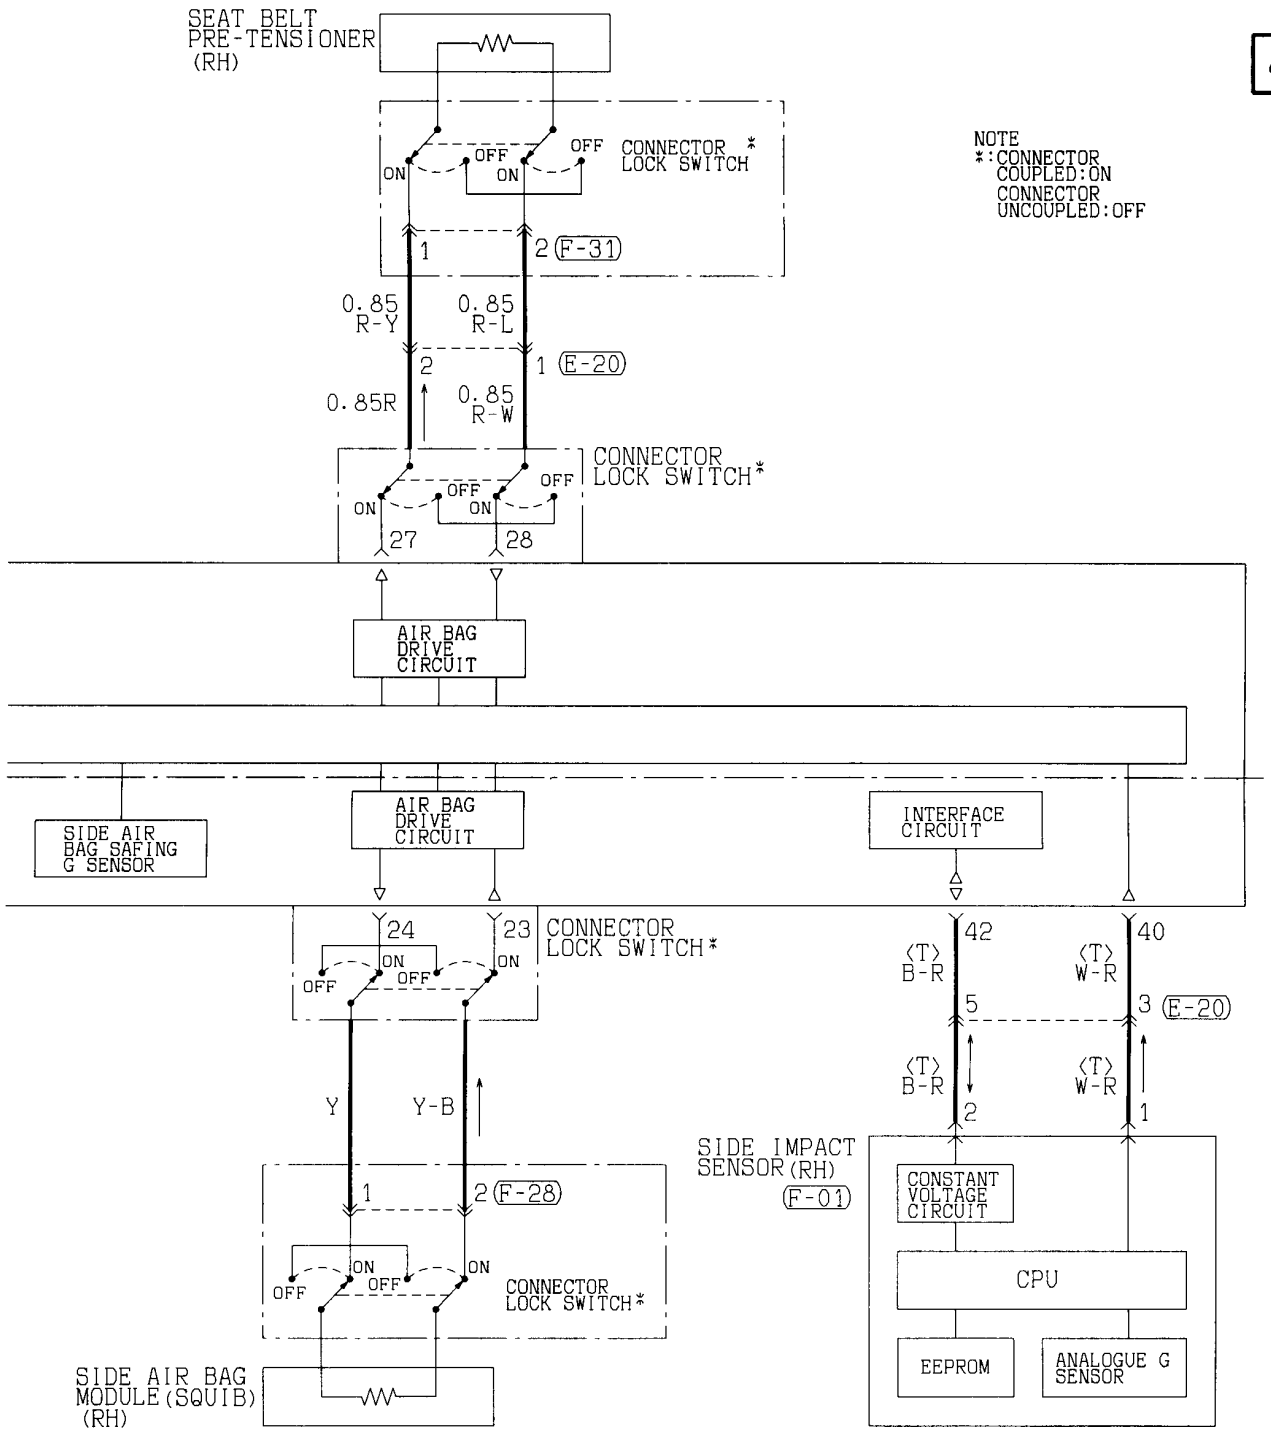 SEAT BELT
PRE-TENSIONER
(RH)
CONNECTOR *
LOCK SWITCH
OFF
OFF
ON
ON
NOTE
*:CONNECTOR
COUPLED:ON
CONNECTOR
UNCOUPLED:OFF
1
2 (F-31)
0.85
R-Y
0.85
R-L
2
1 (E-20)
0.85R
0.85
R-W
CONNECTOR
LOCK SWITCH*
OFF
OFF
ON
ON
27
28
AIR BAG
DRIVE
CIRCUIT
AIR BAG
DRIVE
CIRCUIT
SIDE AIR
BAG SAFING
G SENSOR
INTERFACE
CIRCUIT
24
23
CONNECTOR
LOCK SWITCH*
ON
ON
OFF
OFF
42
40
<T>
B-R
<T>
W-R
5
3 (E-20)
<T>
B-R
<T>
W-R
2
1
Y
Y-B
SIDE IMPACT
SENSOR(RH)
(F-01)
CONSTANT
VOLTAGE
CIRCUIT
CPU
EEPROM
ANALOGUE G
SENSOR
1
2 (F-28)
ON
ON
OFF
OFF
CONNECTOR
LOCK SWITCH*
SIDE AIR BAG
MODULE(SQUIB)
(RH)